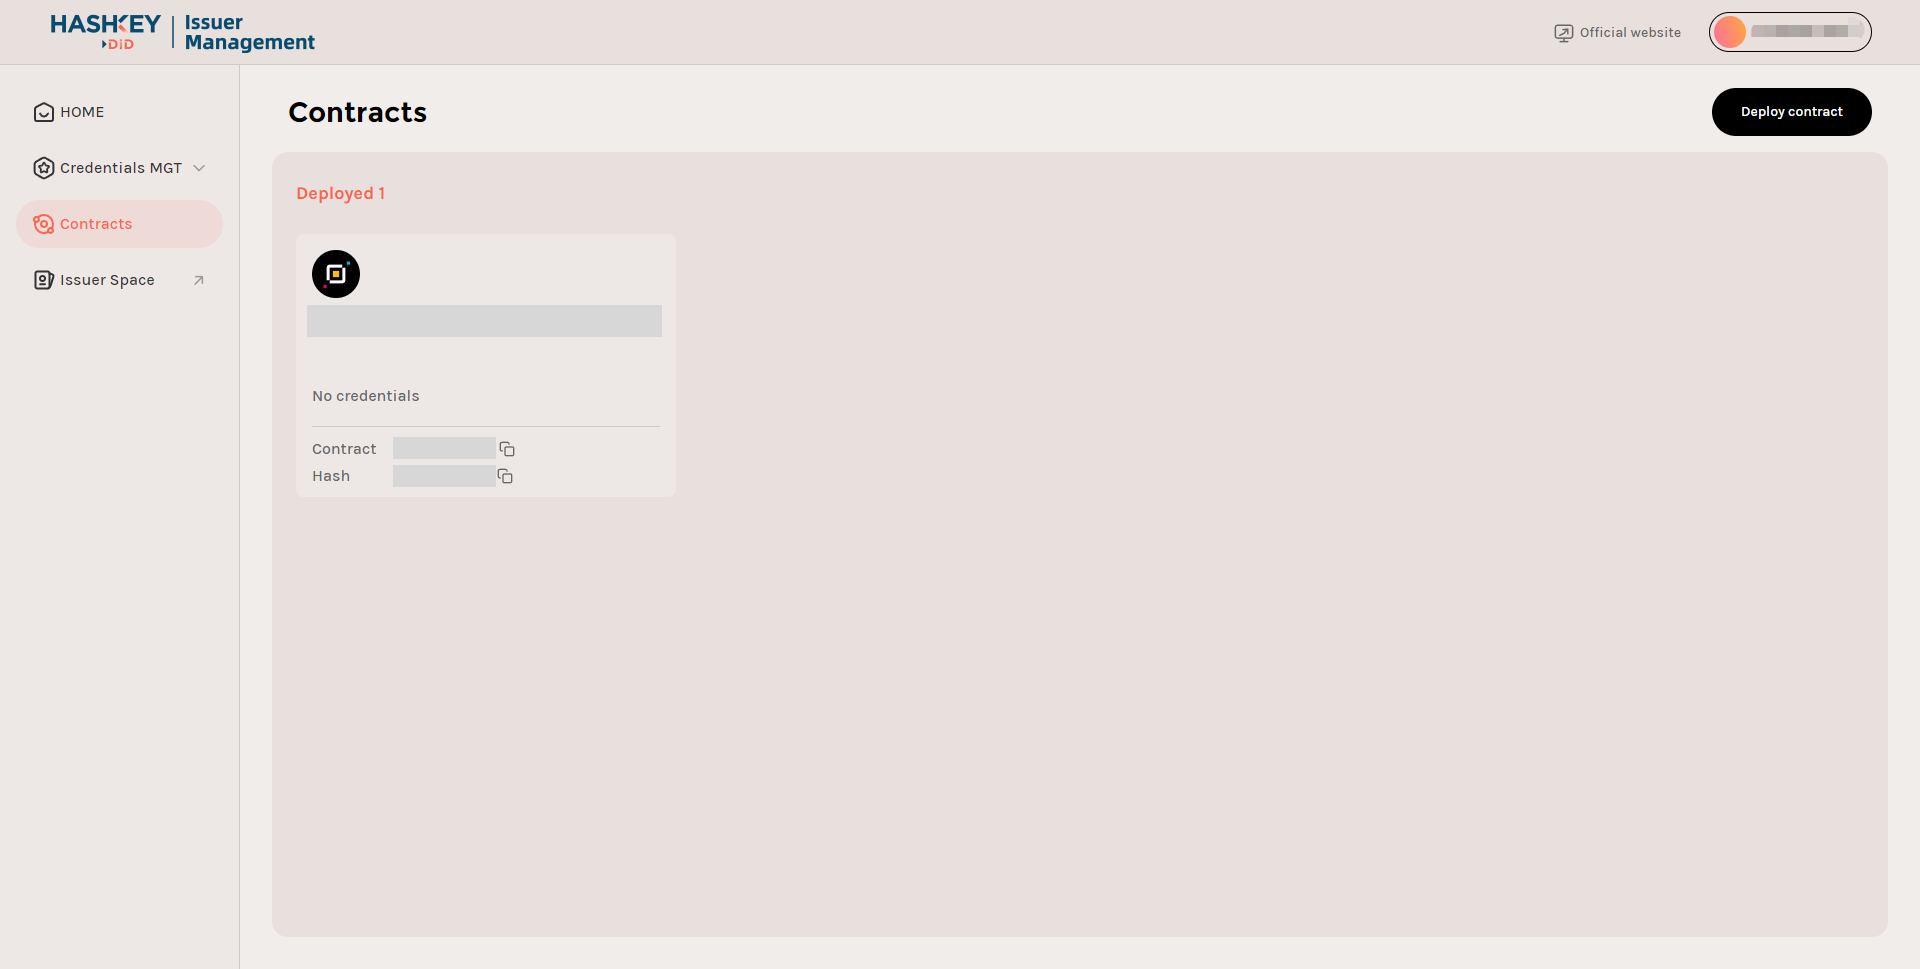 HASHKEY
DiD
Issuer
Management
Official website
HOME
Credentials MGT
Contracts
Issuer Space
Contracts
Deploy contract
Deployed 1
No credentials
Contract
Hash